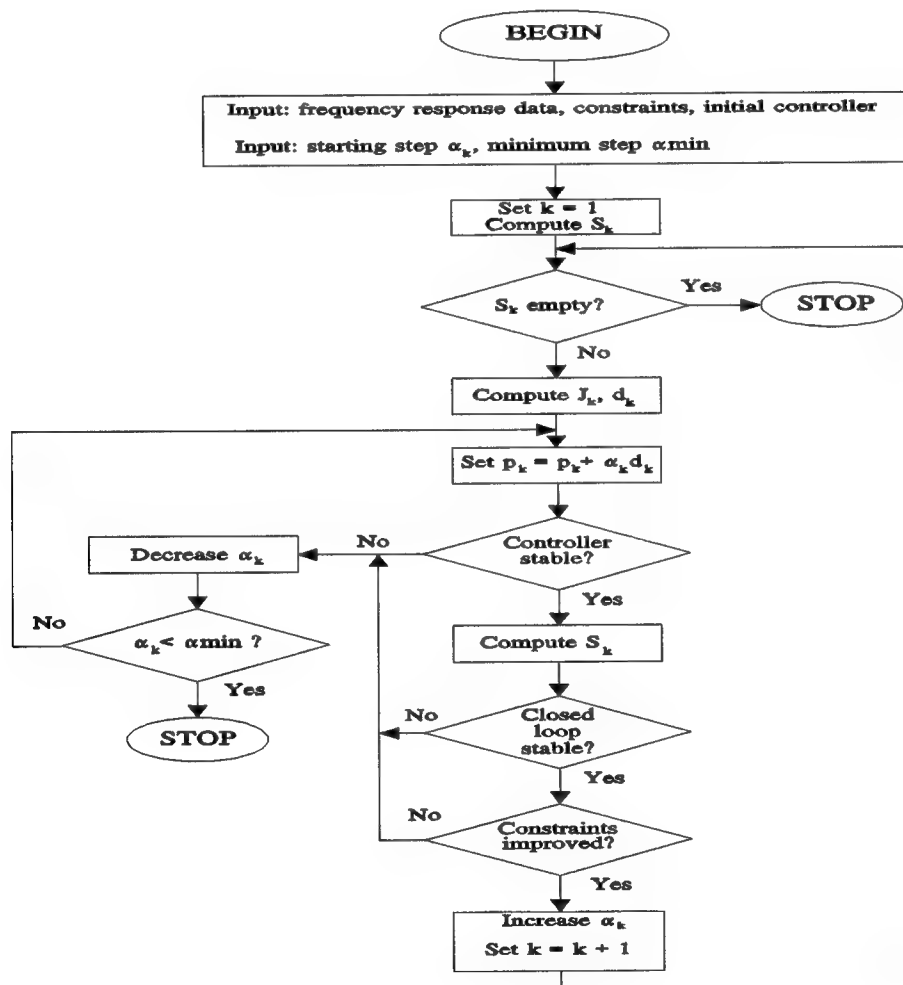 BEGIN
Input: frequency response data, constraints, initial controller
Input: starting step αₖ, minimum step αmin
Set k = 1
Compute Sₖ
Sₖ empty?
Yes
STOP
No
Compute Jₖ, dₖ
Set pₖ = pₖ+ αₖdₖ
Controller
stable?
No
Decrease αₖ
Yes
αₖ< αmin ?
No
Yes
STOP
Compute Sₖ
Closed
loop
stable?
No
Yes
Constraints
improved?
No
Yes
Increase αₖ
Set k = k + 1